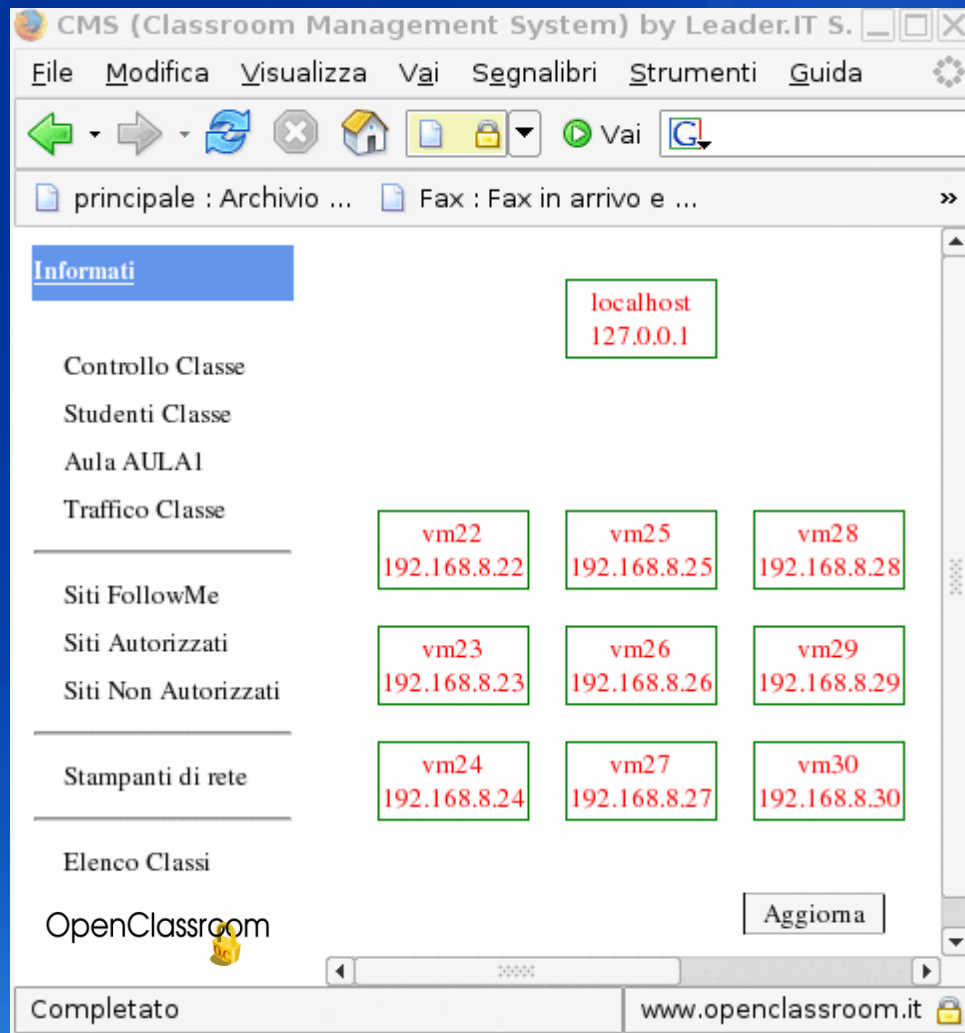 CMS (Classroom Management System) by Leader.IT S.
File Modifica Visualizza Vai Segnalibri Strumenti Guida
Vai G
principale : Archivio ... Fax : Fax in arrivo e ... »
Informati
Controllo Classe
Studenti Classe
Aula AULA1
Traffico Classe
Siti FollowMe
Siti Autorizzati
Siti Non Autorizzati
Stampanti di rete
Elenco Classi
OpenClassroom
O.C
localhost
127.0.0.1
vm22 vm25 vm28
192.168.8.22 192.168.8.25 192.168.8.28
vm23 vm26 vm29
192.168.8.23 192.168.8.26 192.168.8.29
vm24 vm27 vm30
192.168.8.24 192.168.8.27 192.168.8.30
Aggiorna
Completato www.openclassroom.it